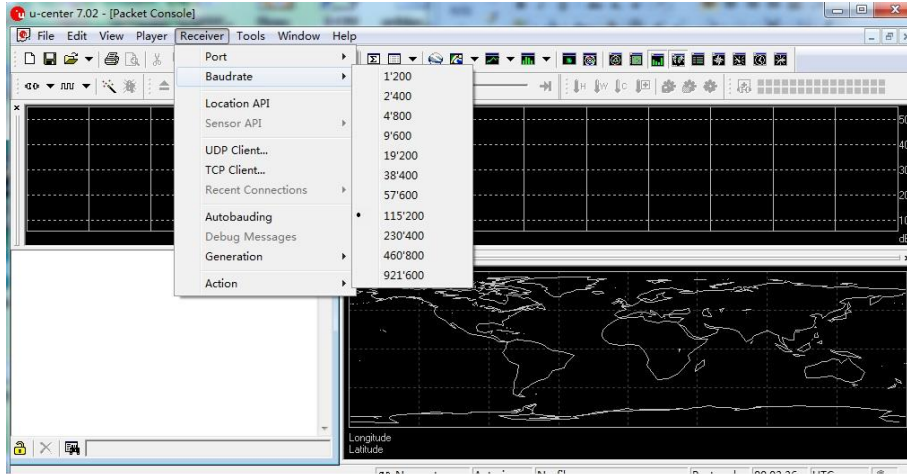 u-center 7.02 - [Packet Console]
File Edit View Player Receiver Tools Window Help
Port
Baudrate
Location API
Sensor API
UDP Client...
TCP Client...
Recent Connections
Autobauding
Debug Messages
Generation
Action
1'200
2'400
4'800
9'600
19'200
38'400
57'600
115'200
230'400
460'800
921'600
Longitude
Latitude